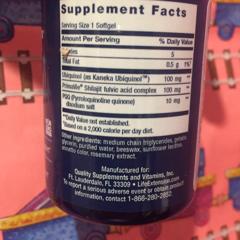 Supplement Facts
Serving Size 1 Softgel
Amount Per Serving % Daily Value
Calories 5
Total Fat 0.5 g 1%*
Ubiquinol (as Kaneka Ubiquinol™) 100 mg **
PrimaVie® Shilajit fulvic acid complex 100 mg **
PQQ (Pyrroloquinoline quinone) 10 mg **
disodium salt
**Daily Value not established.
*Based on a 2,000 calorie per day diet.
Other ingredients: medium chain triglycerides, gelatin,
glycerin, purified water, beeswax, sunflower lecithin,
annatto color, rosemary extract.
Manufactured for:
Quality Supplements and Vitamins, Inc.
Ft. Lauderdale, FL 33309 • LifeExtension.com
To report a serious adverse event or obtain product
information, contact 1-866-280-2852.